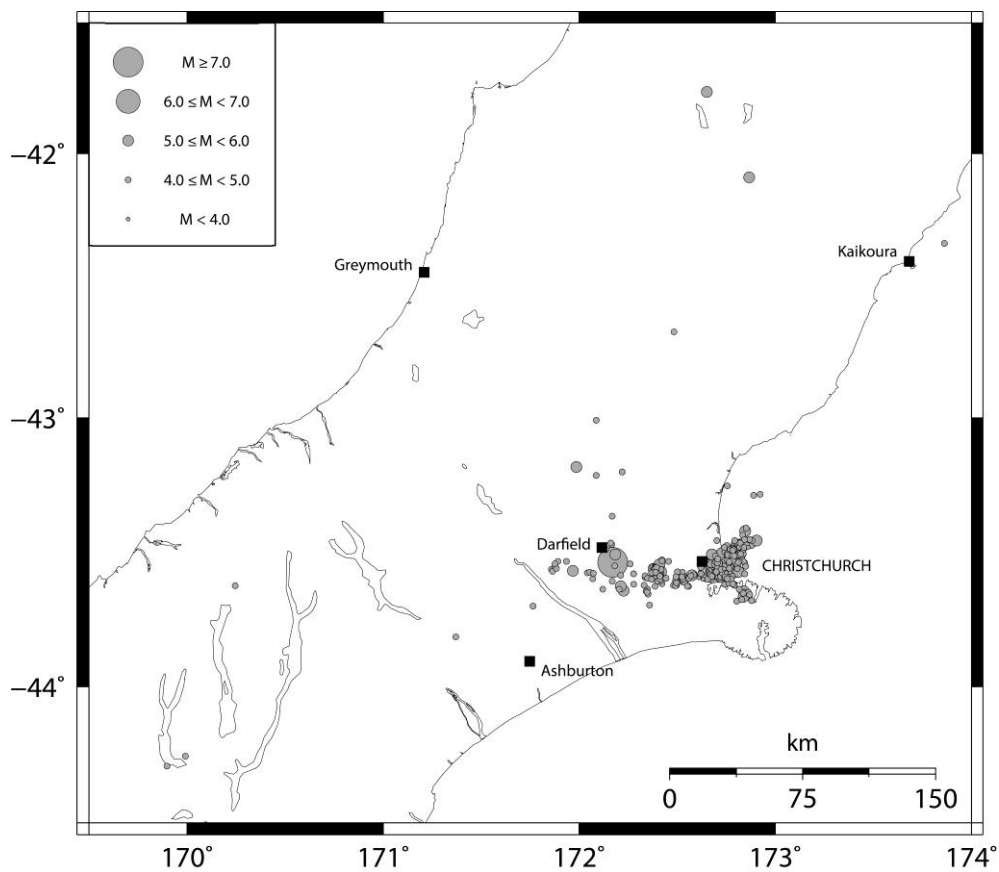 M ≥ 7.0
6.0 ≤ M < 7.0
5.0 ≤ M < 6.0
4.0 ≤ M < 5.0
M < 4.0
−42°
Kaikoura
Greymouth
−43°
Darfield
CHRISTCHURCH
Ashburton
−44°
km
0 75 150
170° 171° 172° 173° 174°